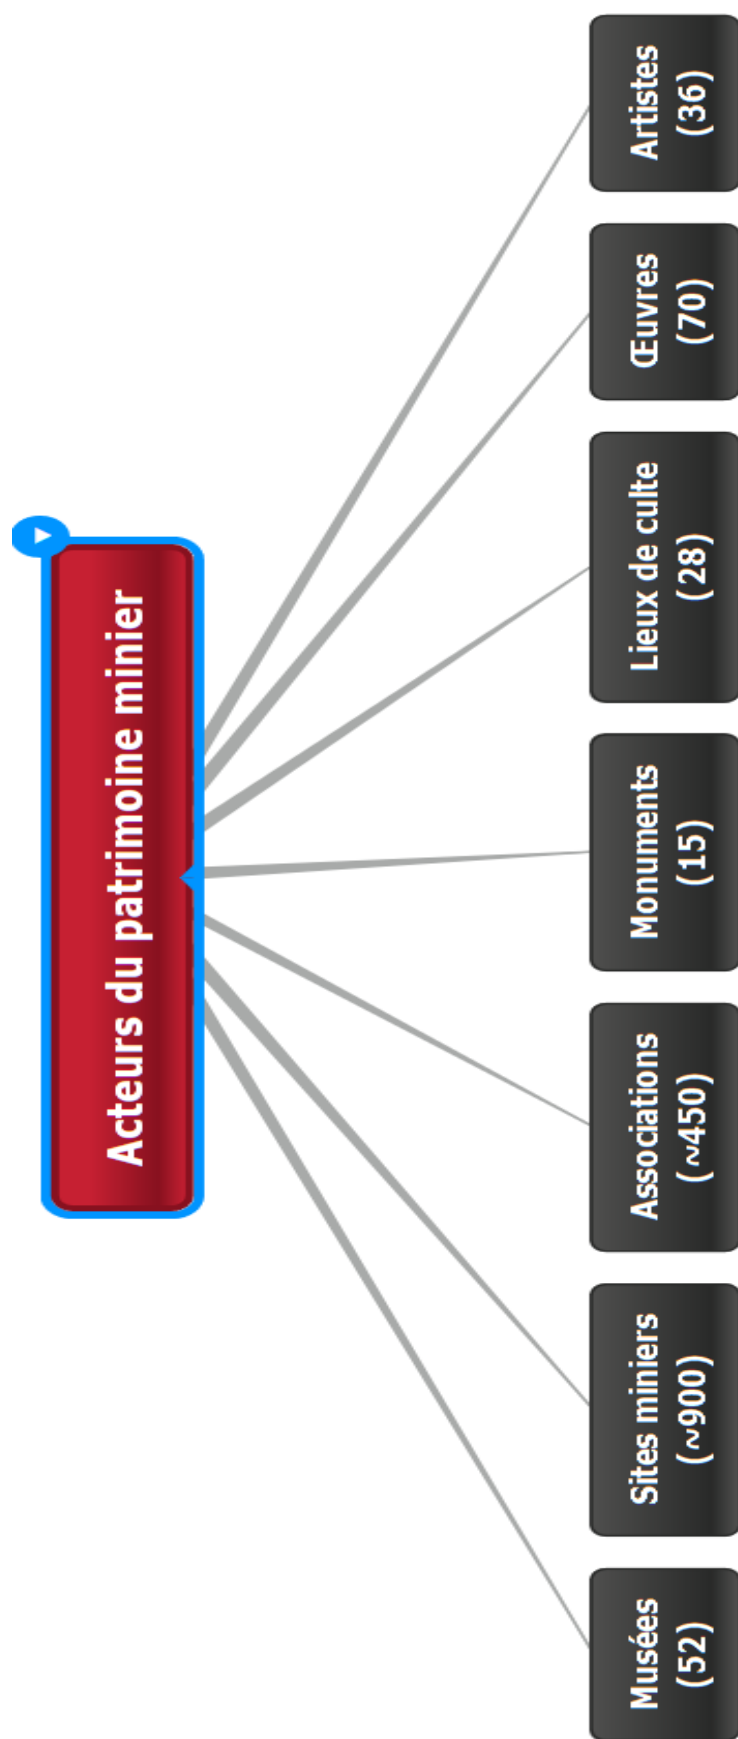 Acteurs du patrimoine minier
Musées
(52)
Sites miniers
(~900)
Associations
(~450)
Monuments
(15)
Lieux de culte
(28)
Œuvres
(70)
Artistes
(36)